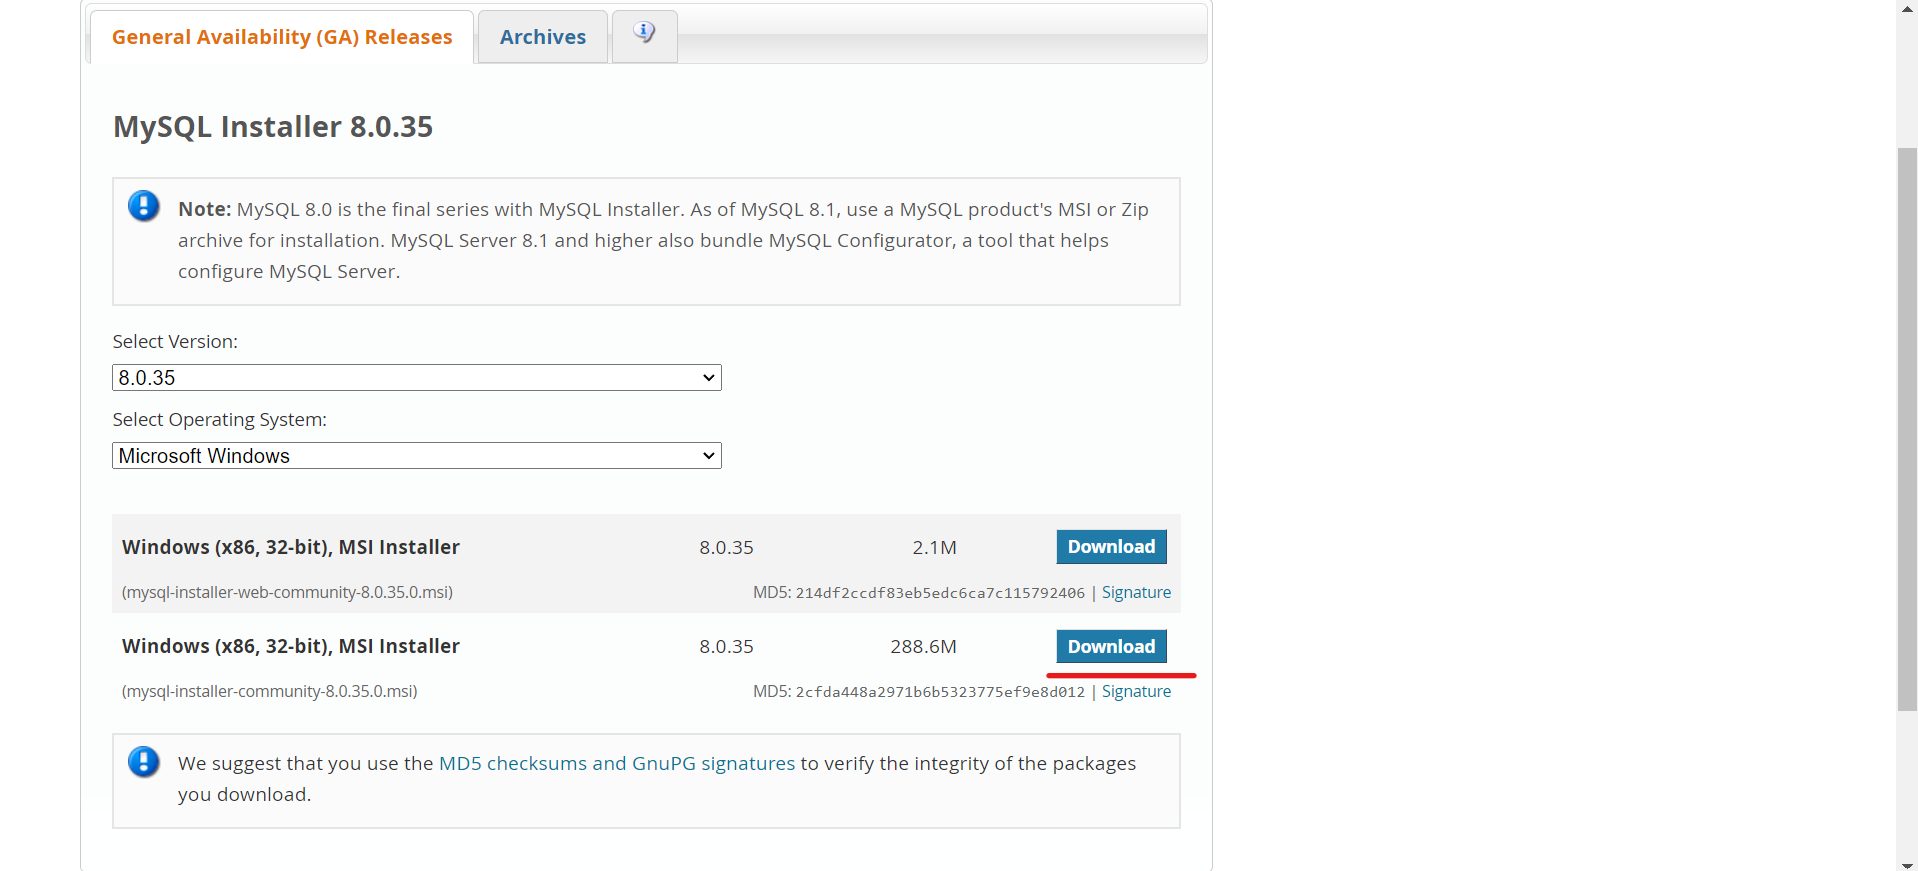 General Availability (GA) Releases
Archives
MySQL Installer 8.0.35
Note: MySQL 8.0 is the final series with MySQL Installer. As of MySQL 8.1, use a MySQL product's MSI or Zip
archive for installation. MySQL Server 8.1 and higher also bundle MySQL Configurator, a tool that helps
configure MySQL Server.
Select Version:
8.0.35
Select Operating System:
Microsoft Windows
Windows (x86, 32-bit), MSI Installer 8.0.35 2.1M Download
(mysql-installer-web-community-8.0.35.0.msi) MD5: 214df2ccdf83eb5edc6ca7c115792406 | Signature
Windows (x86, 32-bit), MSI Installer 8.0.35 288.6M Download
(mysql-installer-community-8.0.35.0.msi) MD5: 2cfda448a2971b6b5323775ef9e8d012 | Signature
We suggest that you use the MD5 checksums and GnuPG signatures to verify the integrity of the packages
you download.